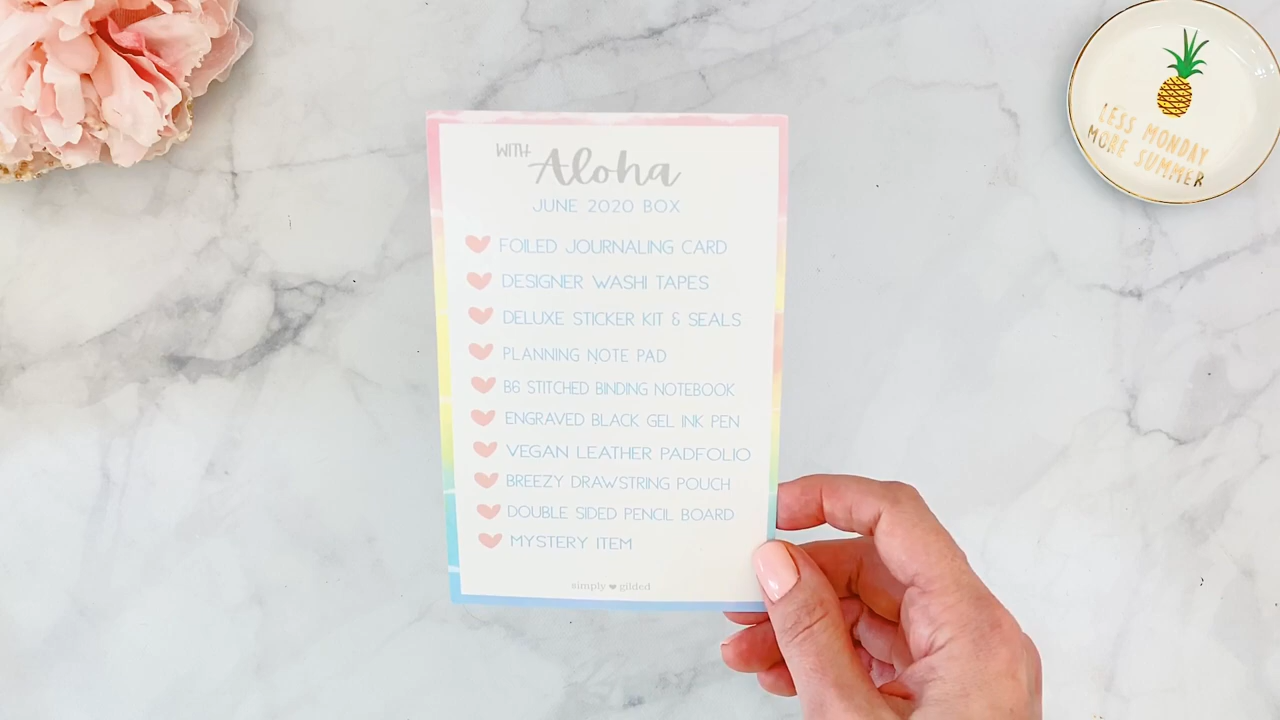 WITH Aloha
JUNE 2020 BOX
FOILED JOURNALING CARD
DESIGNER WASHI TAPES
DELUXE STICKER KIT & SEALS
PLANNING NOTE PAD
B6 STITCHED BINDING NOTEBOOK
ENGRAVED BLACK GEL INK PEN
VEGAN LEATHER PADFOLIO
BREEZY DRAWSTRING POUCH
DOUBLE SIDED PENCIL BOARD
MYSTERY ITEM
simply ❤ gilded
LESS MONDAY
MORE SUMMER